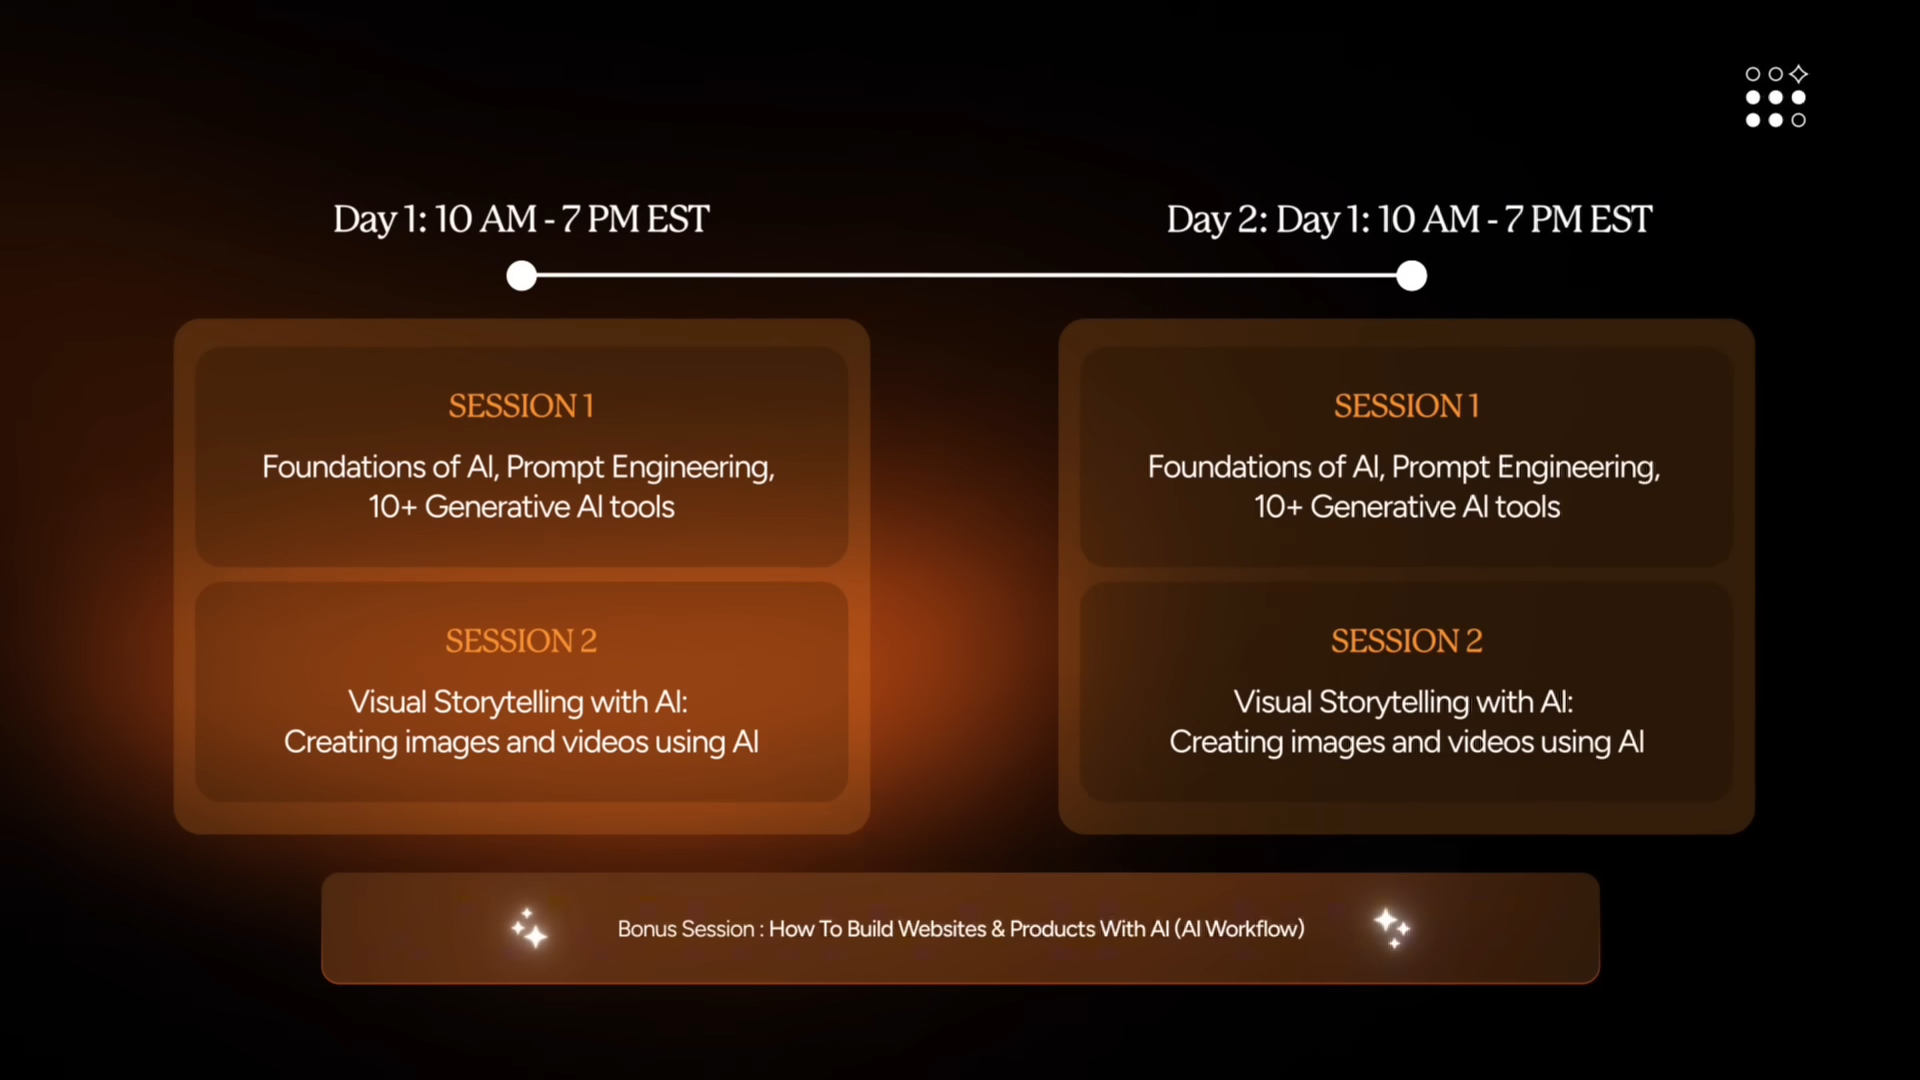 Day 1: 10 AM - 7 PM EST
SESSION 1
Foundations of AI, Prompt Engineering,
10+ Generative AI tools
SESSION 2
Visual Storytelling with AI:
Creating images and videos using AI
Day 2: Day 1: 10 AM - 7 PM EST
SESSION 1
Foundations of AI, Prompt Engineering,
10+ Generative AI tools
SESSION 2
Visual Storytelling with AI:
Creating images and videos using AI
Bonus Session : How To Build Websites & Products With AI (AI Workflow)